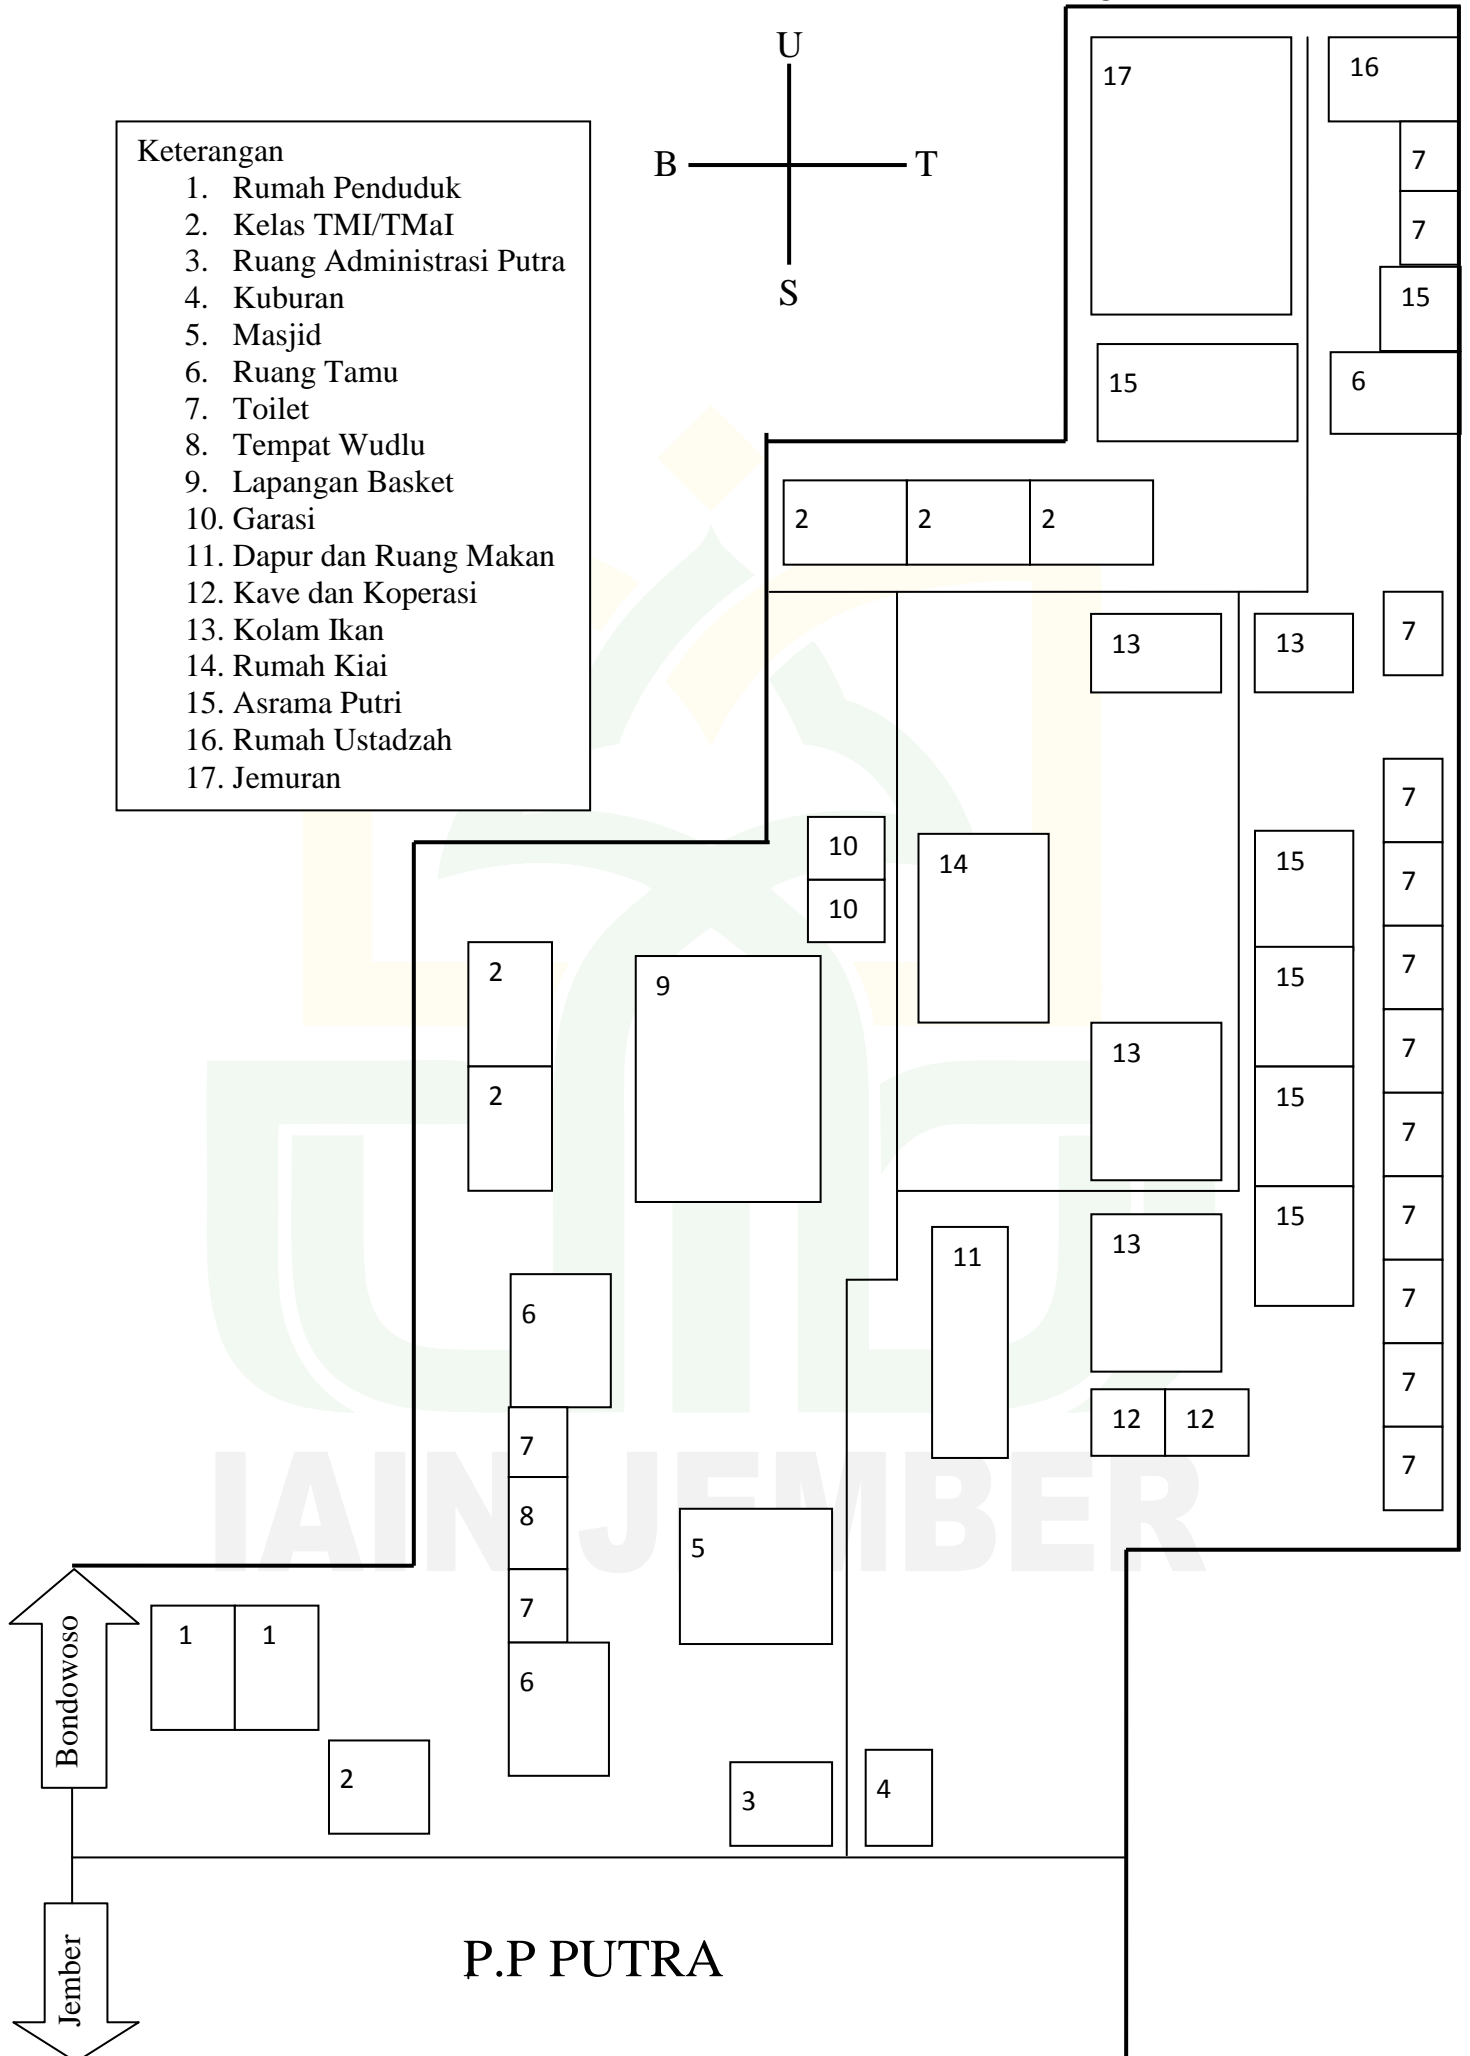 U
B T
S
Keterangan
1. Rumah Penduduk
2. Kelas TMI/TMaI
3. Ruang Administrasi Putra
4. Kuburan
5. Masjid
6. Ruang Tamu
7. Toilet
8. Tempat Wudlu
9. Lapangan Basket
10. Garasi
11. Dapur dan Ruang Makan
12. Kave dan Koperasi
13. Kolam Ikan
14. Rumah Kiai
15. Asrama Putri
16. Rumah Ustadzah
17. Jemuran
17
16
7
7
15
15
6
2 2 2
13 13 7
7
10
14
15
7
10
2
9
15
7
13
7
2
15
7
11
13
15
7
6
7
12 12
7
7
7
8
5
7
1 1
6
2
3
4
IAIN JEMBER
Bondowoso
Jember
P.P PUTRA